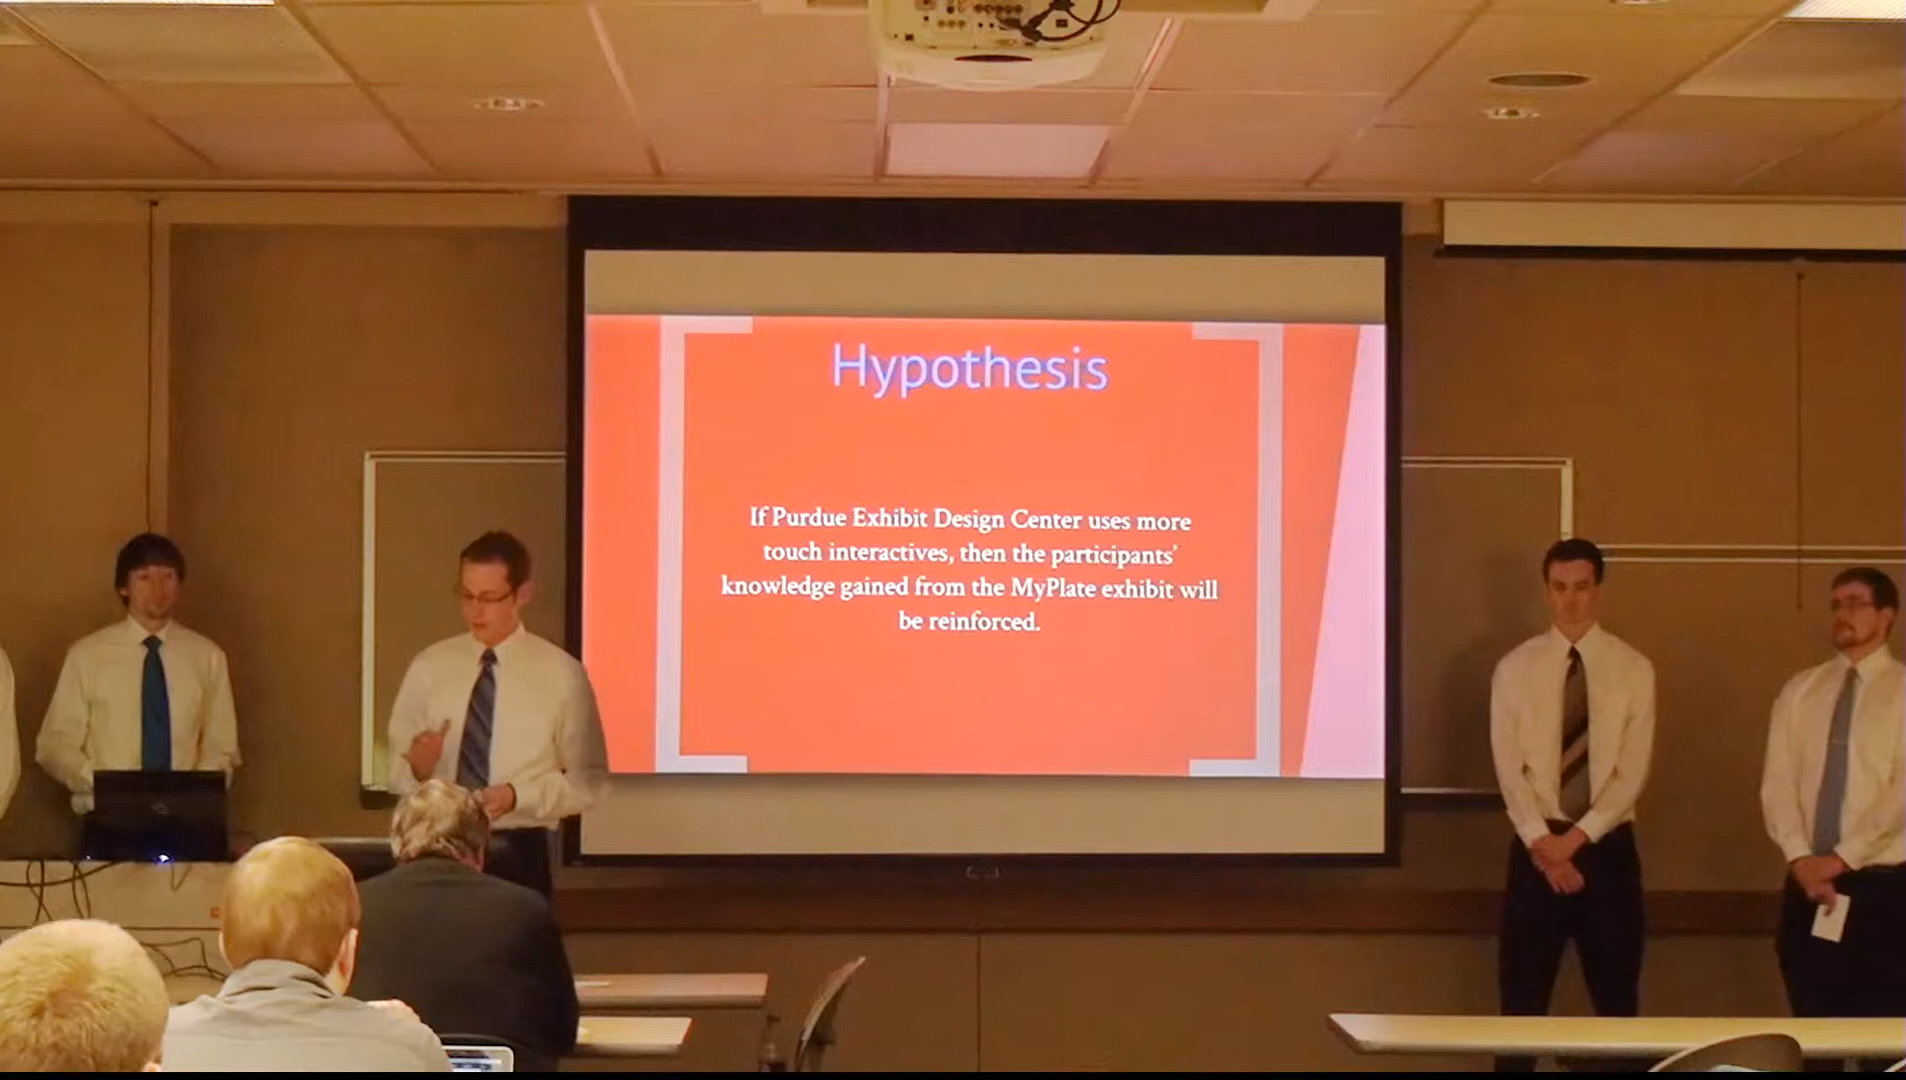 Hypothesis
If Purdue Exhibit Design Center uses more
touch interactives, then the participants'
knowledge gained from the MyPlate exhibit will
be reinforced.